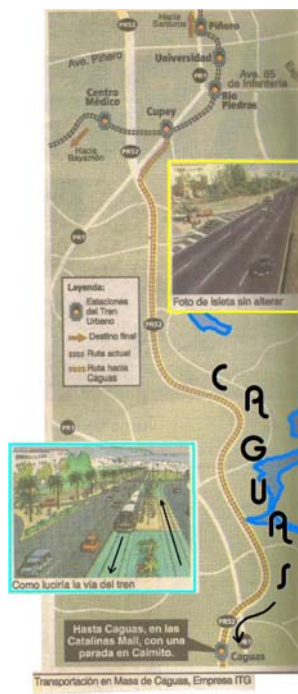 Hacia
Santurce
PR52
Piñero
Ave. Piñero
Universidad
PR1
Ave. 65
de Infantería
Río
Piedras
Centro
Médico
Cupey
Hacia
Bayamón
PR52
PR1
Foto de Isleta sin alterar
Leyenda:
Estaciones
del Tren
Urbano
Destino final
Ruta actual
Ruta hacia
Caguas
PR52
CAGUAS
PR1
Como luciría la vía del tren
Hasta Caguas, en las
Catalinas Mall, con una
parada en Caimito.
PR52
PR1
Caguas
Transportación en Masa de Caguas, Empresa ITG